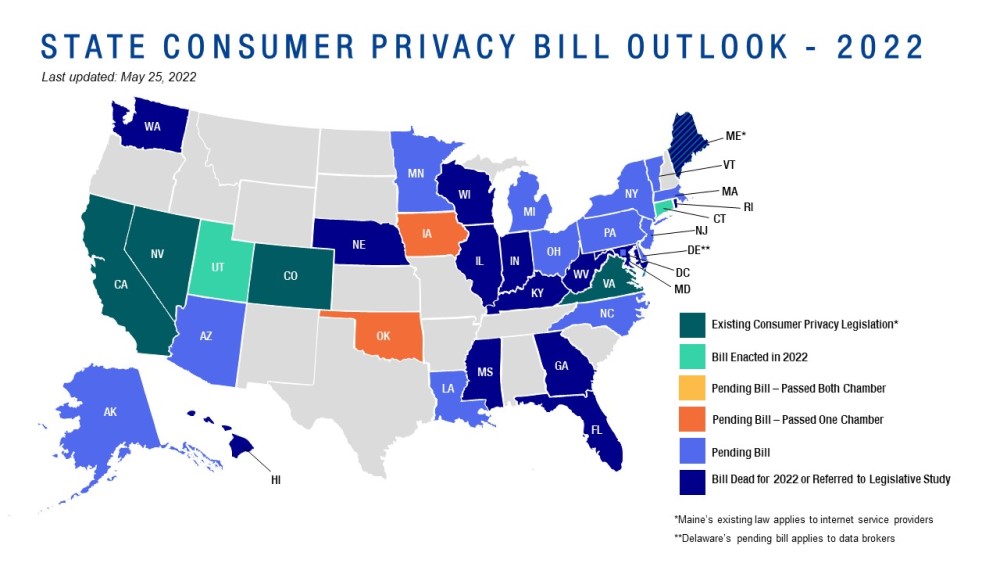 STATE CONSUMER PRIVACY BILL OUTLOOK - 2022
Last updated: May 25, 2022
WA
ME*
VT
MN
WI
MA
NY
MI
RI
CT
IA
PA
NJ
NE
NV
OH
DE**
IL
IN
UT
CO
WV
DC
CA
VA
MD
KY
NC
AZ
OK
Existing Consumer Privacy Legislation*
Bill Enacted in 2022
MS
GA
LA
Pending Bill – Passed Both Chamber
AK
Pending Bill – Passed One Chamber
FL
Pending Bill
HI
Bill Dead for 2022 or Referred to Legislative Study
*Maine's existing law applies to internet service providers
**Delaware's pending bill applies to data brokers